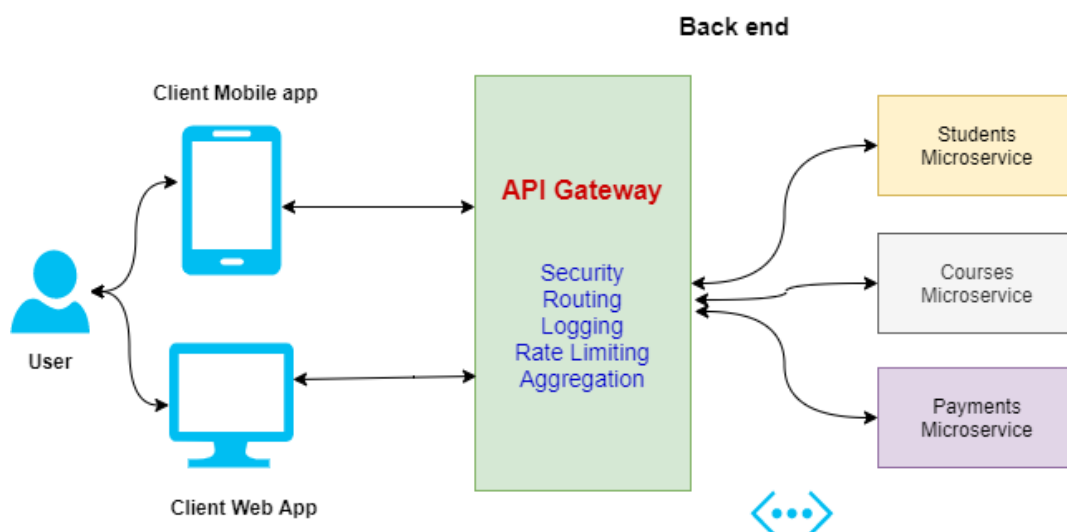 Back end
Client Mobile app
Students
Microservice
API Gateway
Security
Routing
Logging
Rate Limiting
Aggregation
Courses
Microservice
User
Payments
Microservice
Client Web App